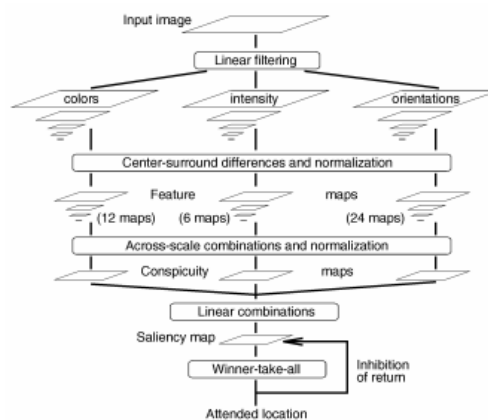 Input image
Linear filtering
colors intensity orientations
Center-surround differences and normalization
Feature maps
(12 maps) (6 maps) (24 maps)
Across-scale combinations and normalization
Conspicuity maps
Linear combinations
Saliency map
Winner-take-all
Inhibition
of return
Attended location